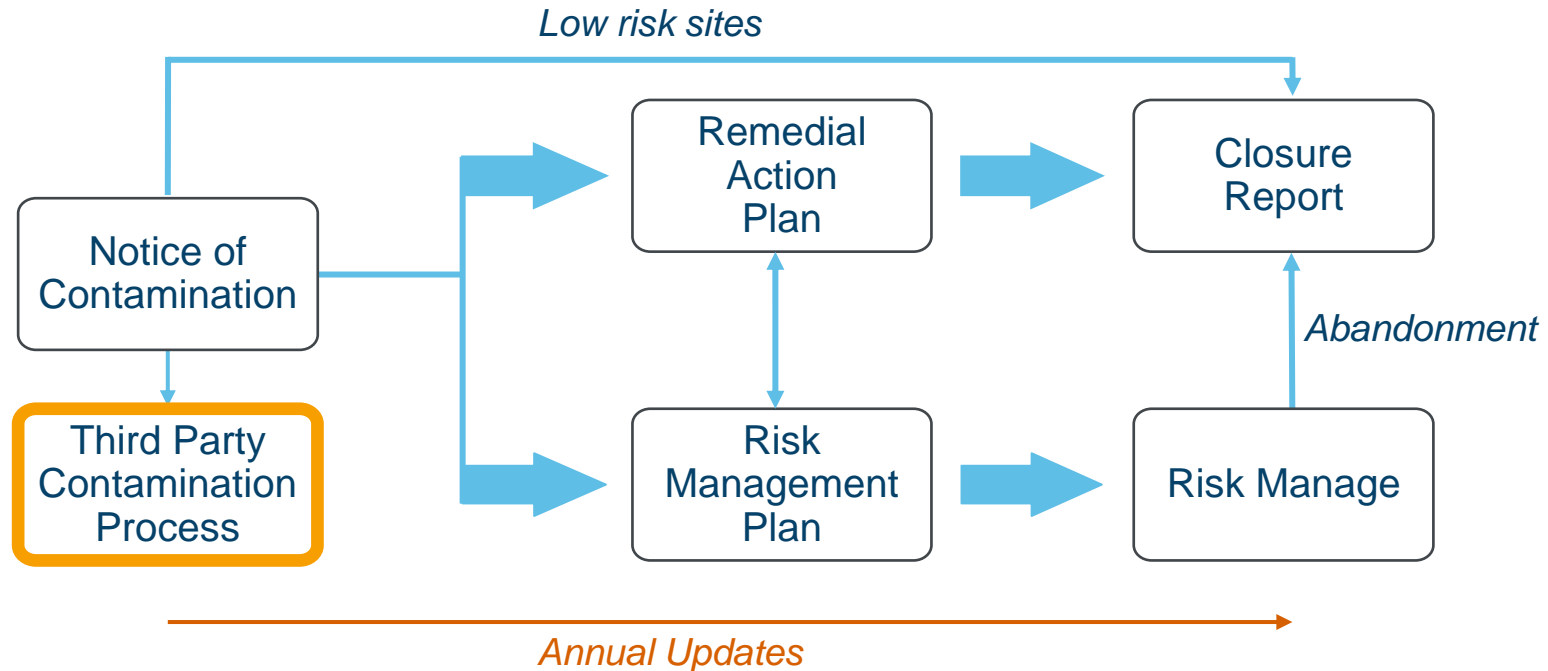 Low risk sites
Notice of
Contamination
Third Party
Contamination
Process
Remedial
Action
Plan
Risk
Management
Plan
Closure
Report
Abandonment
Risk Manage
Annual Updates